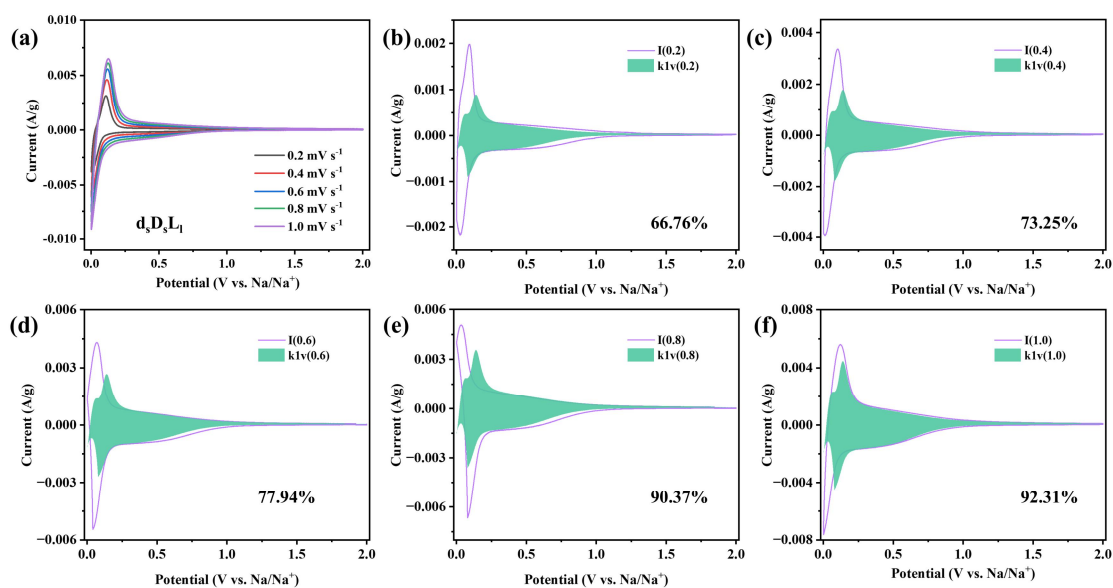 (a)
0.010
0.005
0.000
-0.005
-0.010
Current (A/g)
0.2 mV s⁻¹
0.4 mV s⁻¹
0.6 mV s⁻¹
0.8 mV s⁻¹
1.0 mV s⁻¹
dₛDₛLₗ
0.0 0.5 1.0 1.5 2.0
Potential (V vs. Na/Na⁺)
(b)
0.003
0.002
0.001
0.000
−0.001
−0.002
Current (A/g)
I(0.2)
k1v(0.2)
66.76%
0.0 0.5 1.0 1.5 2.0
Potential (V vs. Na/Na⁺)
(c)
0.004
0.002
0.000
−0.002
−0.004
Current (A/g)
I(0.4)
k1v(0.4)
73.25%
0.0 0.5 1.0 1.5 2.0
Potential (V vs. Na/Na⁺)
(d)
0.006
0.003
0.000
−0.003
−0.006
Current (A/g)
I(0.6)
k1v(0.6)
77.94%
0.0 0.5 1.0 1.5 2.0
Potential (V vs. Na/Na⁺)
(e)
0.006
0.003
0.000
−0.003
−0.006
Current (A/g)
I(0.8)
k1v(0.8)
90.37%
0.0 0.5 1.0 1.5 2.0
Potential (V vs. Na/Na⁺)
(f)
0.008
0.004
0.000
−0.004
−0.008
Current (A/g)
I(1.0)
k1v(1.0)
92.31%
0.0 0.5 1.0 1.5 2.0
Potential (V vs. Na/Na⁺)